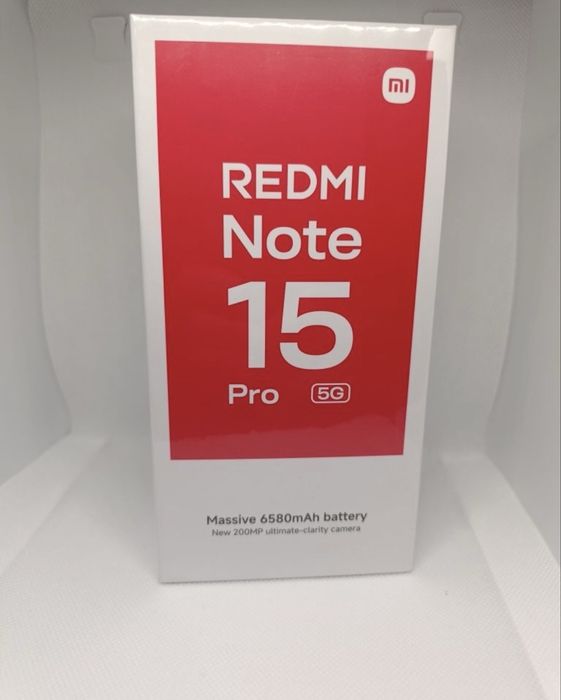 mi
REDMI
Note
15
Pro 5G
Massive 6580mAh battery
New 200MP ultimate-clarity camera